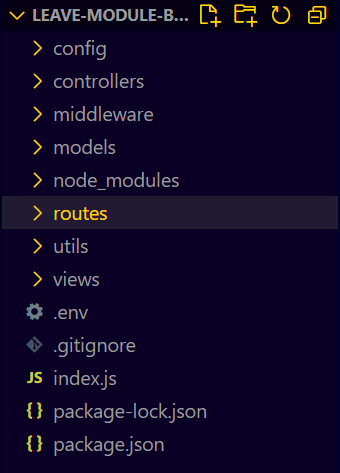 LEAVE-MODULE-B...
config
controllers
middleware
models
node_modules
routes
utils
views
.env
.gitignore
JS index.js
{ } package-lock.json
{ } package.json